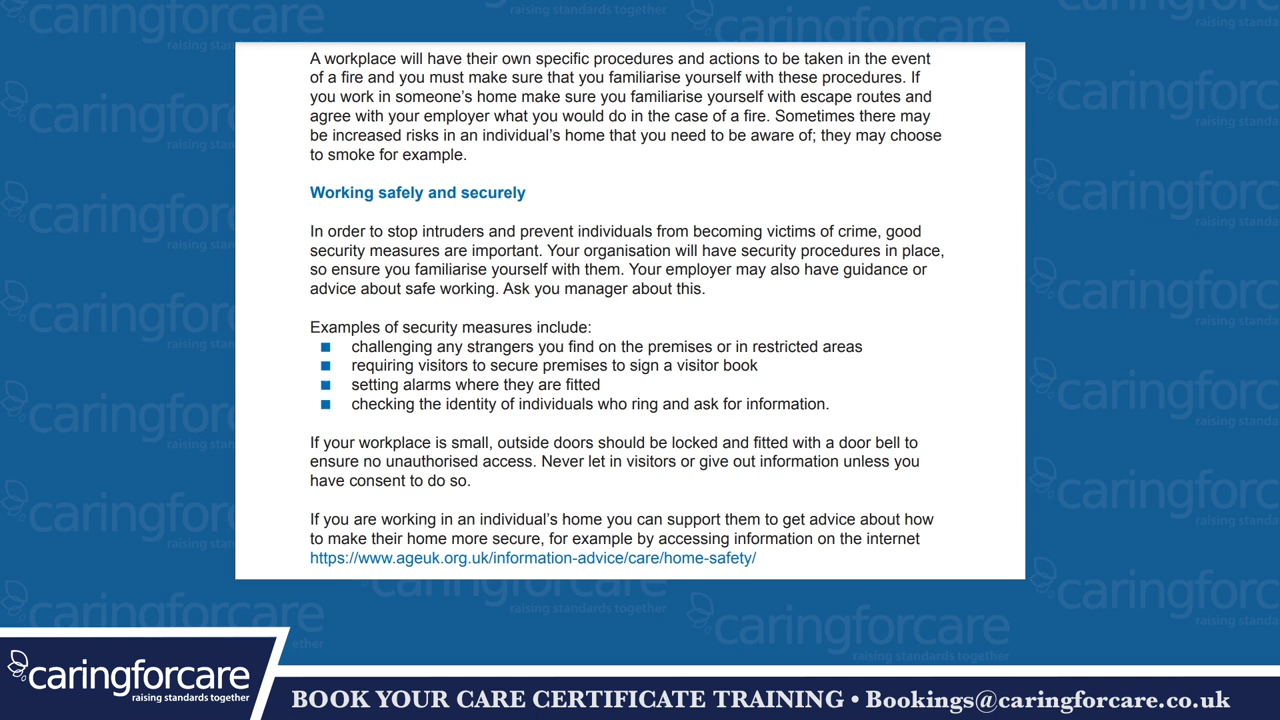 A workplace will have their own specific procedures and actions to be taken in the event
of a fire and you must make sure that you familiarise yourself with these procedures. If
you work in someone's home make sure you familiarise yourself with escape routes and
agree with your employer what you would do in the case of a fire. Sometimes there may
be increased risks in an individual's home that you need to be aware of; they may choose
to smoke for example.
Working safely and securely
In order to stop intruders and prevent individuals from becoming victims of crime, good
security measures are important. Your organisation will have security procedures in place,
so ensure you familiarise yourself with them. Your employer may also have guidance or
advice about safe working. Ask you manager about this.
Examples of security measures include:
challenging any strangers you find on the premises or in restricted areas
requiring visitors to secure premises to sign a visitor book
setting alarms where they are fitted
checking the identity of individuals who ring and ask for information.
If your workplace is small, outside doors should be locked and fitted with a door bell to
ensure no unauthorised access. Never let in visitors or give out information unless you
have consent to do so.
If you are working in an individual's home you can support them to get advice about how
to make their home more secure, for example by accessing information on the internet
https://www.ageuk.org.uk/information-advice/care/home-safety/
caringforcare
raising standards together
BOOK YOUR CARE CERTIFICATE TRAINING • Bookings@caringforcare.co.uk